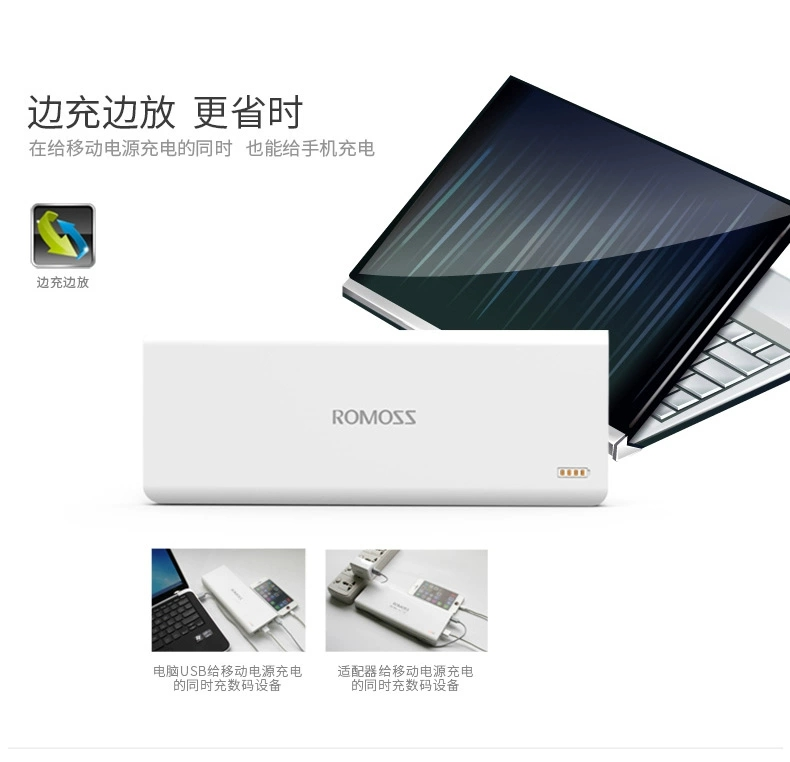 边充边放 更省时
在给移动电源充电的同时 也能给手机充电
边充边放
ROMOSS
电脑USB给移动电源充电
的同时充数码设备
适配器给移动电源充电
的同时充数码设备